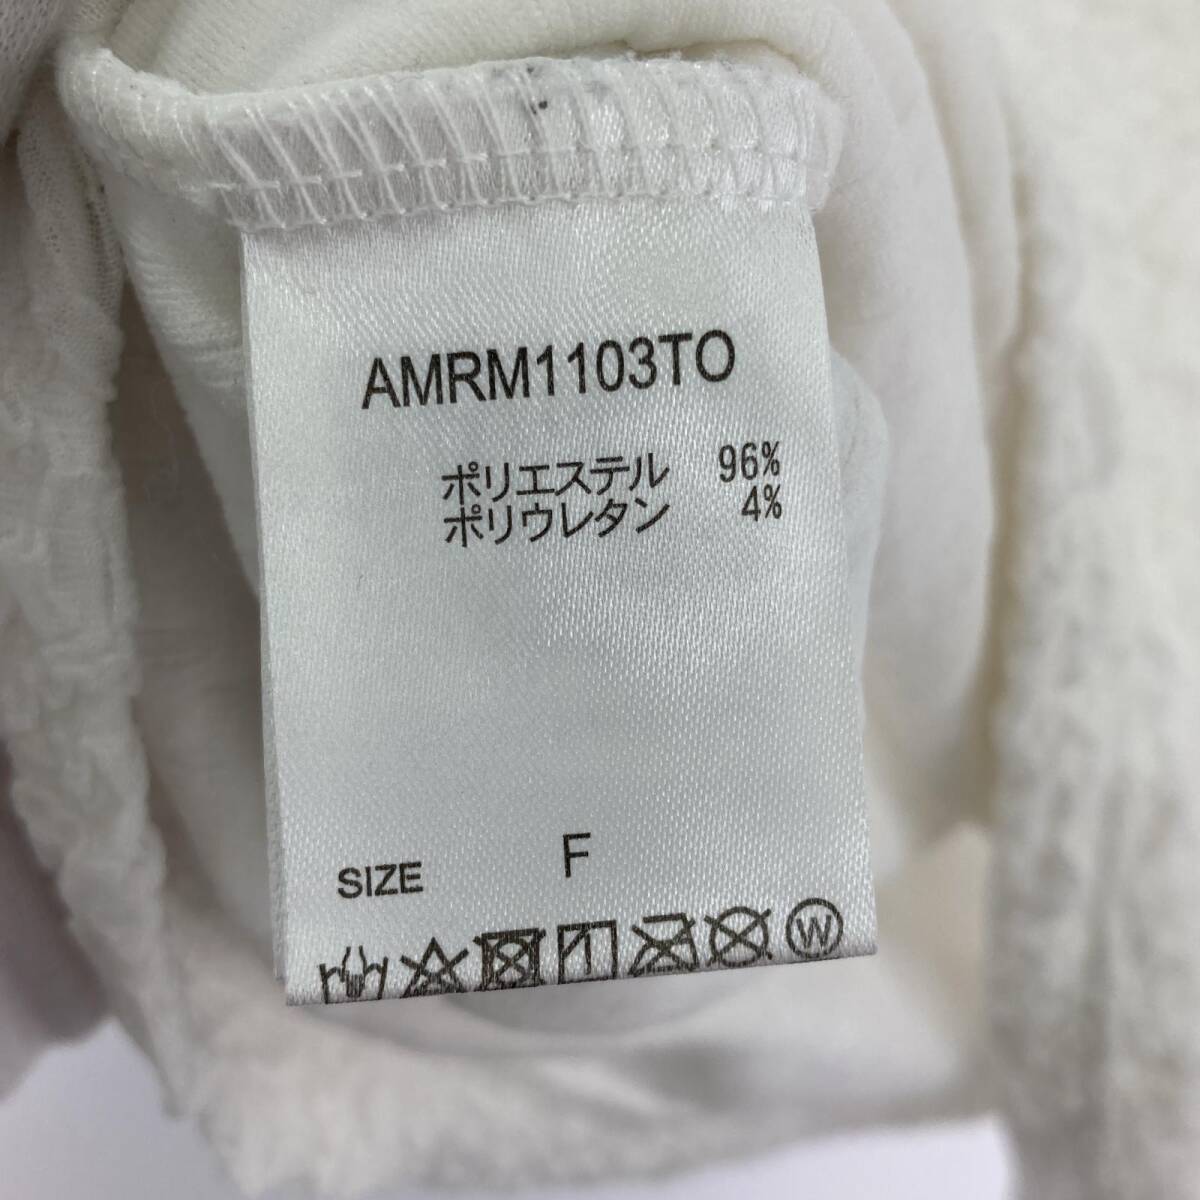 AMRM1103TO
ポリエステル 96%
ポリウレタン 4%
SIZE F
W